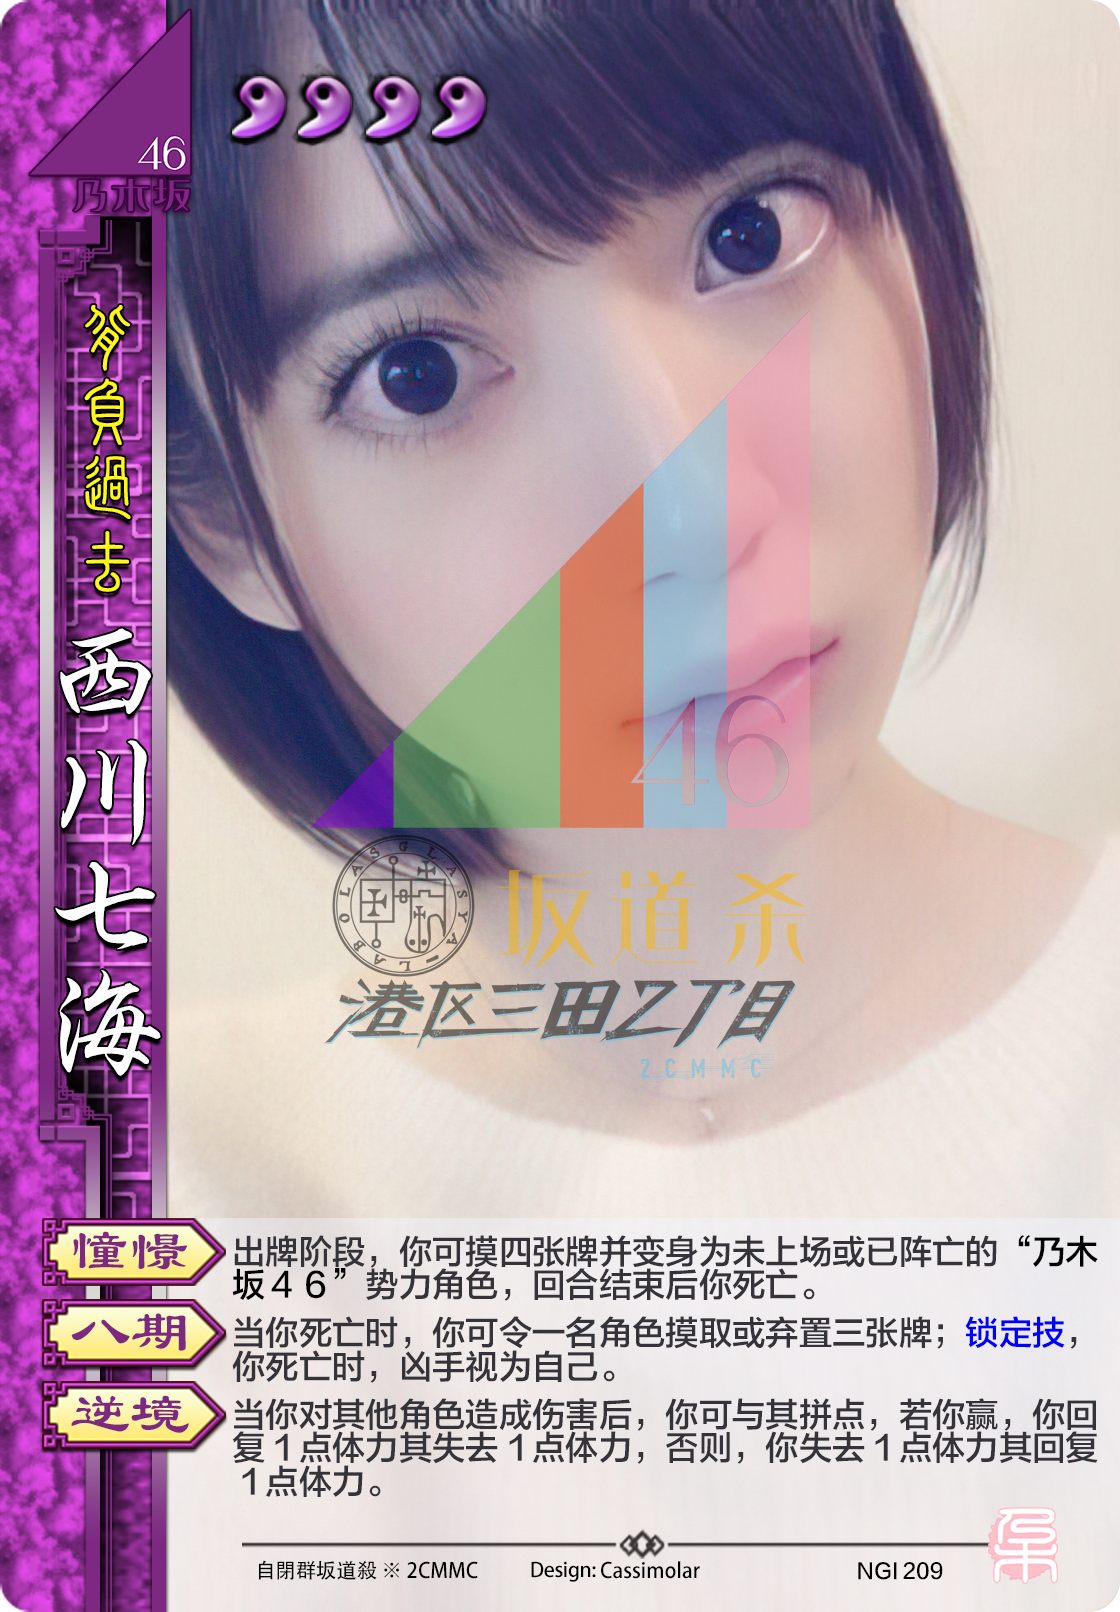 46
乃木坂
背負過去
西川七海
46
GLASYA-LABOLAS
坂道杀
港区三田乙丁目
2CMMC
憧憬
出牌阶段，你可摸四张牌并变身为未上场或已阵亡的“乃木
坂４６”势力角色，回合结束后你死亡。
八期
当你死亡时，你可令一名角色摸取或弃置三张牌；锁定技，
你死亡时，凶手视为自己。
逆境
当你对其他角色造成伤害后，你可与其拼点，若你赢，你回
复１点体力其失去１点体力，否则，你失去１点体力其回复
１点体力。
自閉群坂道殺 ※ 2CMMC
Design: Cassimolar
NGI 209